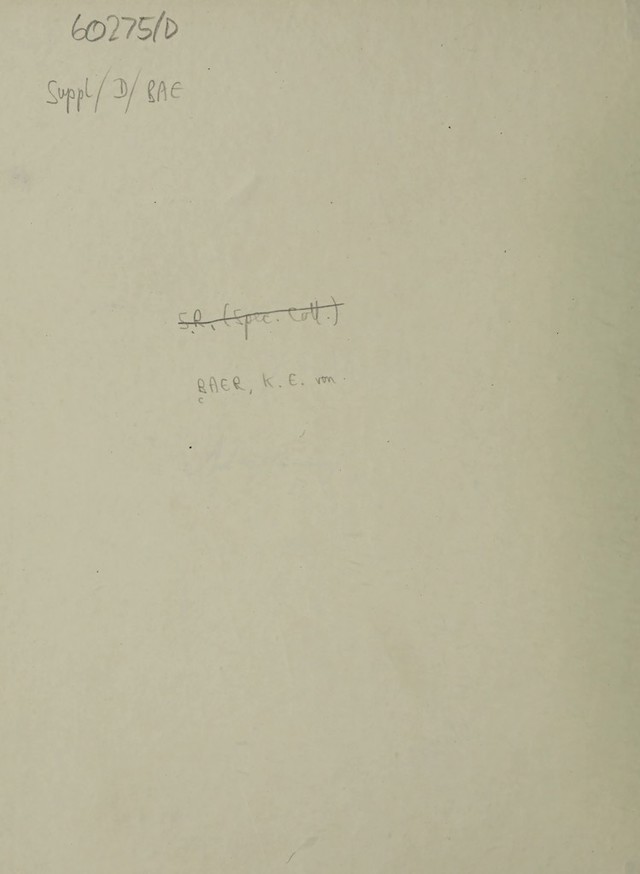 60275/D
Suppl/D/BAE
S.R. (Spec. Coll.)
BAER, K. E. von.
c